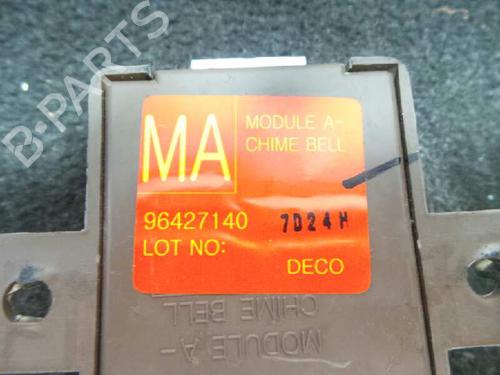 B-PARTS
MA
MODULE A-
CHIME BELL
96427140 7D24H
LOT NO:
DECO
MODULE A-
CHIME BELL